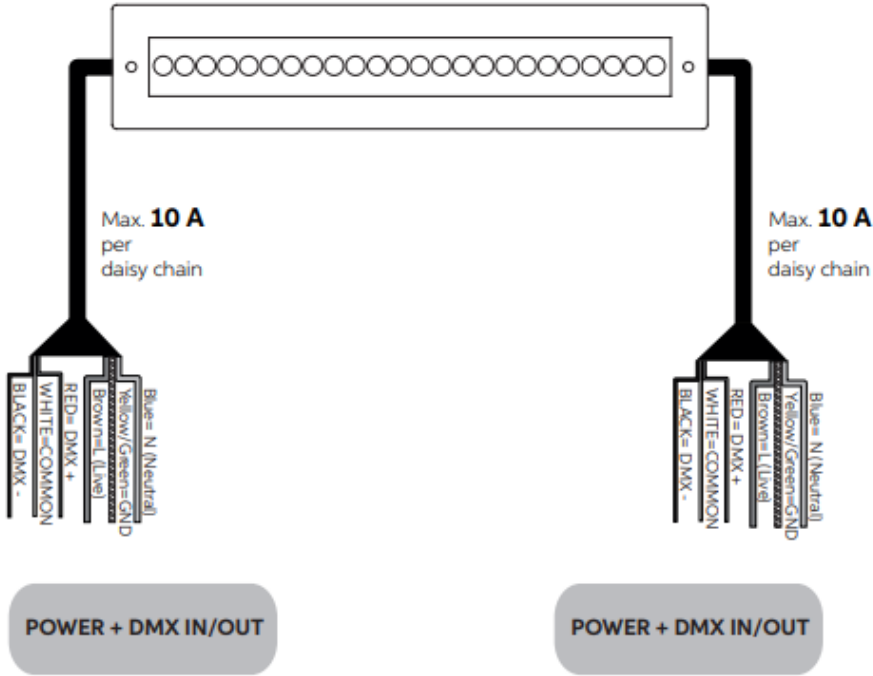 Max. 10 A
per
daisy chain
Max. 10 A
per
daisy chain
BLACK= DMX -
WHITE=COMMON
RED= DMX +
Brown=L (Live)
Yellow/Green=GND
Blue= N (Neutral)
BLACK= DMX -
WHITE=COMMON
RED= DMX +
Brown=L (Live)
Yellow/Green=GND
Blue= N (Neutral)
POWER + DMX IN/OUT
POWER + DMX IN/OUT